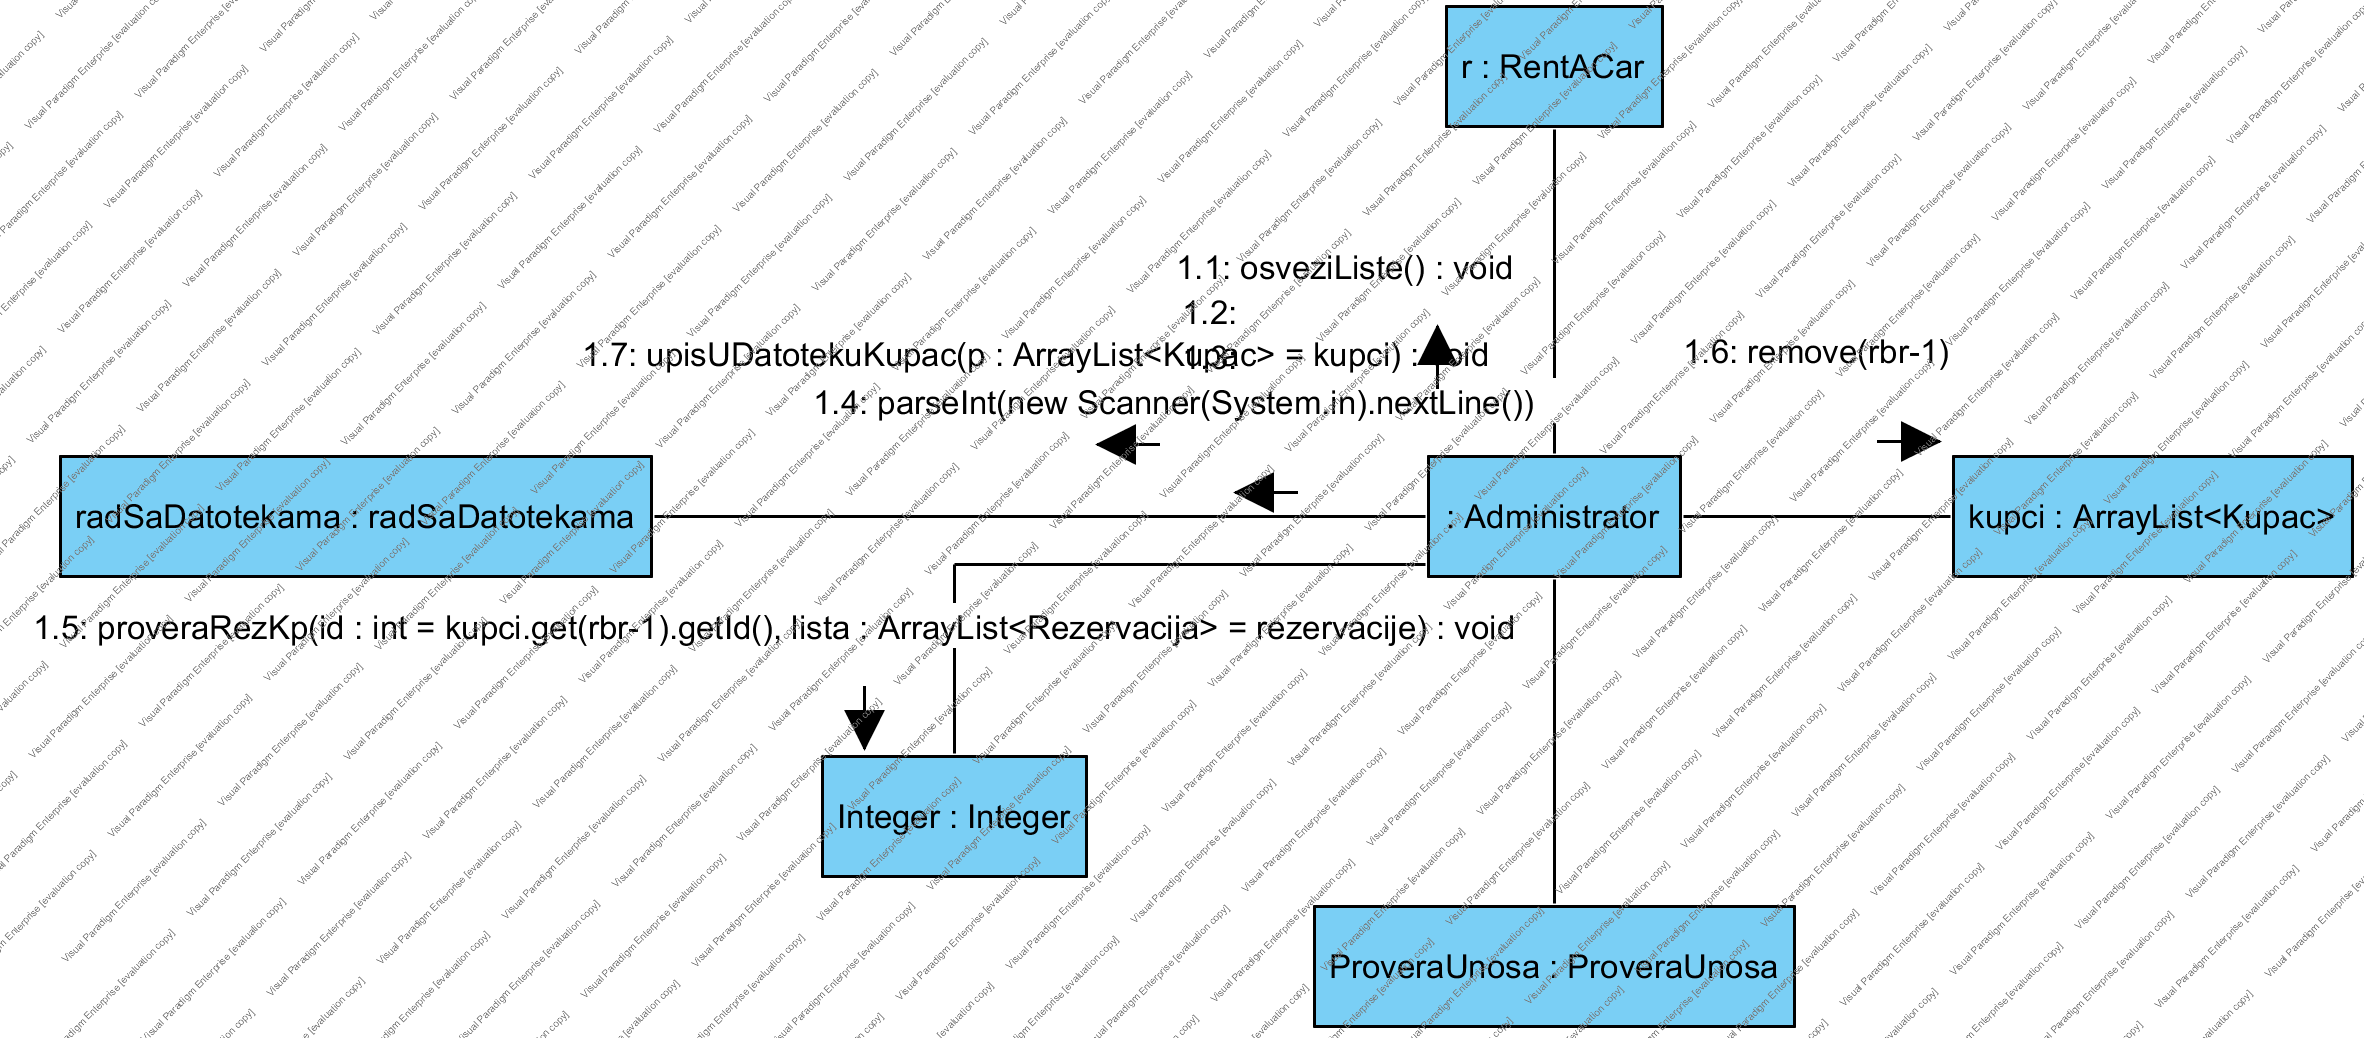 r : RentACar
1.1: osveziListe() : void
1.2:
1.3:
1.7: upisUDatotekuKupac(p : ArrayList<Kupac> = kupci) : void
1.6: remove(rbr-1)
1.4: parseInt(new Scanner(System.in).nextLine())
radSaDatotekama : radSaDatotekama
: Administrator
kupci : ArrayList<Kupac>
1.5: proveraRezKp(id : int = kupci.get(rbr-1).getId(), lista : ArrayList<Rezervacija> = rezervacije) : void
Integer : Integer
ProveraUnosa : ProveraUnosa
Visual Paradigm Enterprise [evaluation copy]